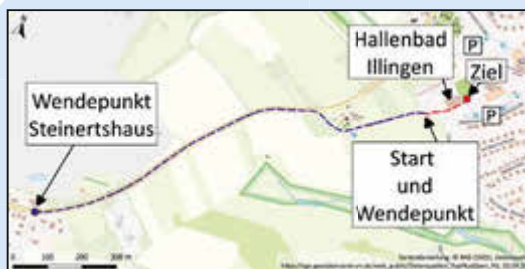 Hallenbad
Illingen
P
Ziel
Wendepunkt
Steinertshaus
P
Start
und
Wendepunkt
0 100 200 300 m